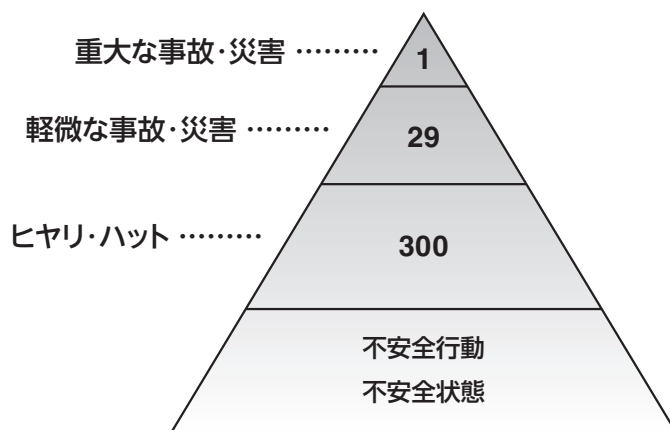 重大な事故・災害 ………
1
軽微な事故・災害 ………
29
ヒヤリ・ハット ………
300
不安全行動
不安全状態